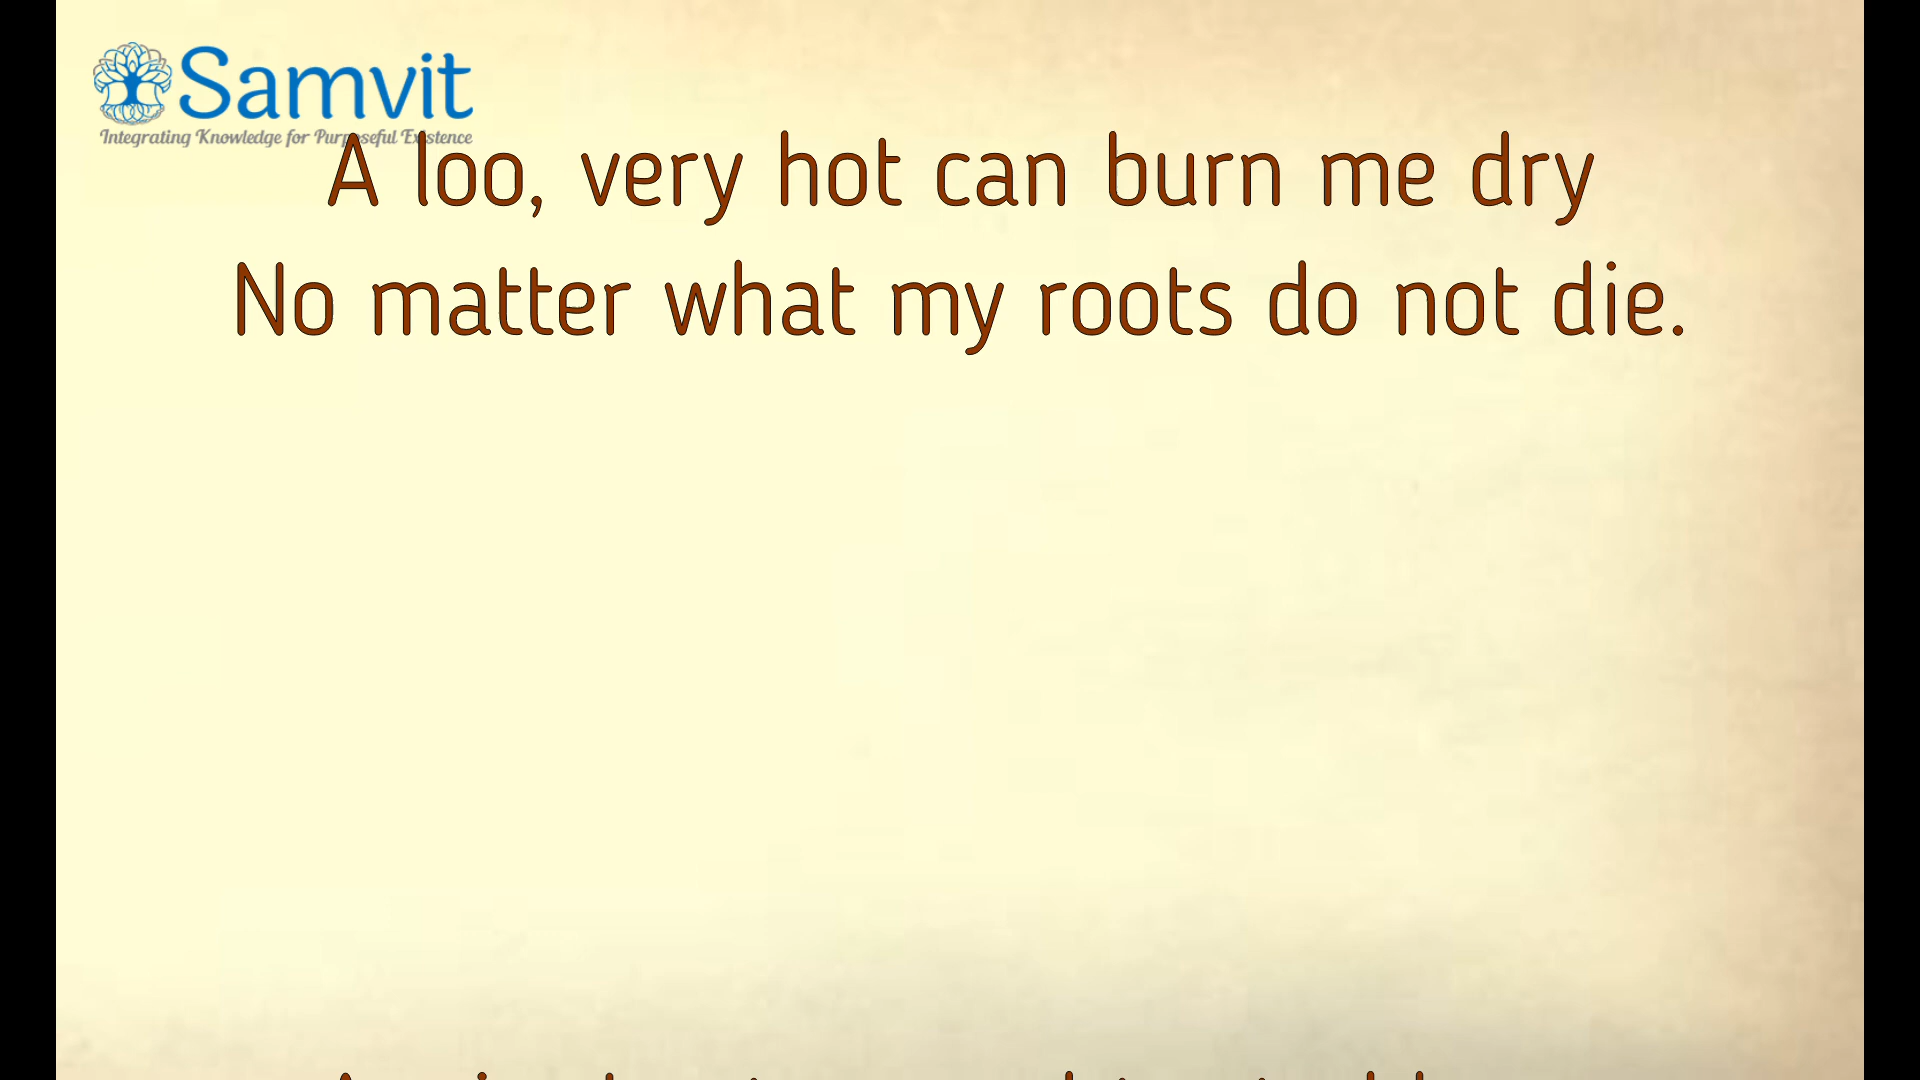 Samvit
Integrating Knowledge for Purposeful Existence
A loo, very hot can burn me dry
No matter what my roots do not die.